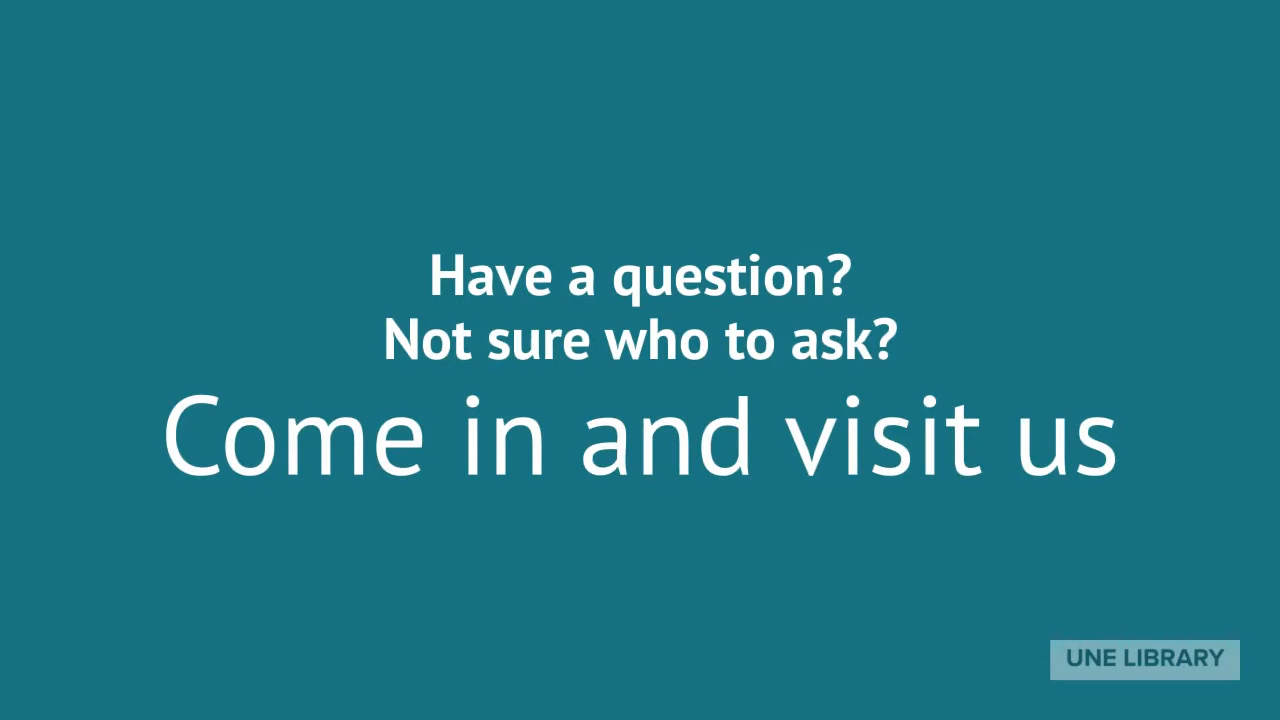 Have a question?
Not sure who to ask?
Come in and visit us
UNE LIBRARY